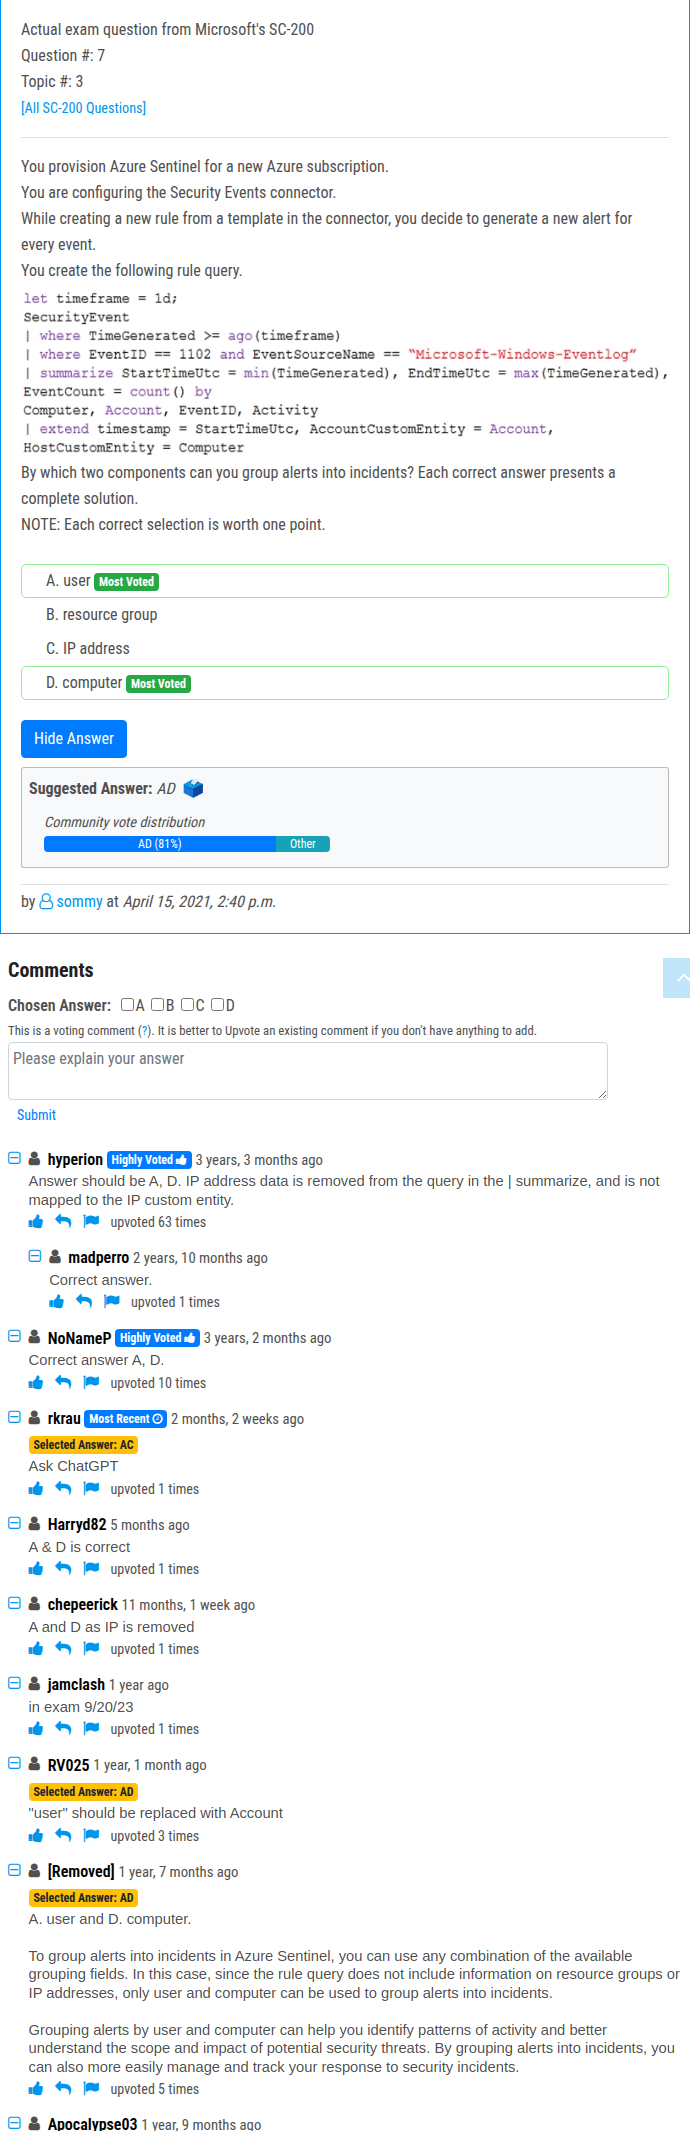 Actual exam question from Microsoft's SC-200
Question #: 7
Topic #: 3
[All SC-200 Questions]
You provision Azure Sentinel for a new Azure subscription.
You are configuring the Security Events connector.
While creating a new rule from a template in the connector, you decide to generate a new alert for
every event.
You create the following rule query.
let timeframe = 1d;
SecurityEvent
| where TimeGenerated >= ago(timeframe)
| where EventID == 1102 and EventSourceName == “Microsoft-Windows-Eventlog”
| summarize StartTimeUtc = min(TimeGenerated), EndTimeUtc = max(TimeGenerated),
EventCount = count() by
Computer, Account, EventID, Activity
| extend timestamp = StartTimeUtc, AccountCustomEntity = Account,
HostCustomEntity = Computer
By which two components can you group alerts into incidents? Each correct answer presents a
complete solution.
NOTE: Each correct selection is worth one point.
A. user Most Voted
B. resource group
C. IP address
D. computer Most Voted
Hide Answer
Suggested Answer: AD
Community vote distribution
AD (81%) Other
by sommy at April 15, 2021, 2:40 p.m.
Comments
Chosen Answer: A B C D
This is a voting comment (?). It is better to Upvote an existing comment if you don't have anything to add.
Please explain your answer
Submit
hyperion Highly Voted 3 years, 3 months ago
Answer should be A, D. IP address data is removed from the query in the | summarize, and is not
mapped to the IP custom entity.
upvoted 63 times
madperro 2 years, 10 months ago
Correct answer.
upvoted 1 times
NoNameP Highly Voted 3 years, 2 months ago
Correct answer A, D.
upvoted 10 times
rkrau Most Recent 2 months, 2 weeks ago
Selected Answer: AC
Ask ChatGPT
upvoted 1 times
Harryd82 5 months ago
A & D is correct
upvoted 1 times
chepeerick 11 months, 1 week ago
A and D as IP is removed
upvoted 1 times
jamclash 1 year ago
in exam 9/20/23
upvoted 1 times
RV025 1 year, 1 month ago
Selected Answer: AD
"user" should be replaced with Account
upvoted 3 times
[Removed] 1 year, 7 months ago
Selected Answer: AD
A. user and D. computer.
To group alerts into incidents in Azure Sentinel, you can use any combination of the available
grouping fields. In this case, since the rule query does not include information on resource groups or
IP addresses, only user and computer can be used to group alerts into incidents.
Grouping alerts by user and computer can help you identify patterns of activity and better
understand the scope and impact of potential security threats. By grouping alerts into incidents, you
can also more easily manage and track your response to security incidents.
upvoted 5 times
Apocalypse03 1 year, 9 months ago